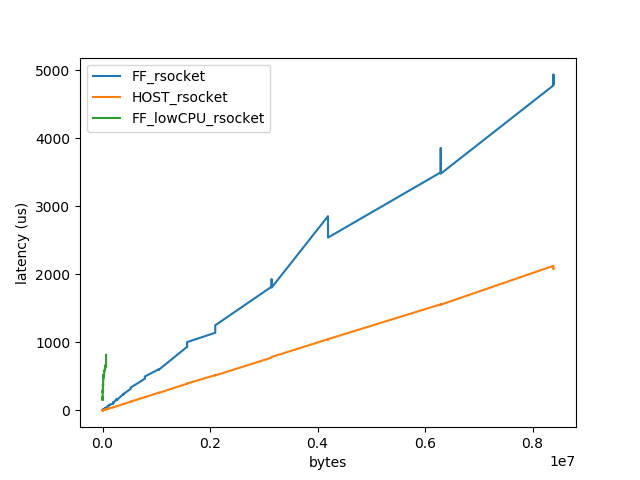 5000
4000
3000
2000
1000
0
latency (us)
FF_rsocket
HOST_rsocket
FF_lowCPU_rsocket
0.0 0.2 0.4 0.6 0.8
1e7
bytes